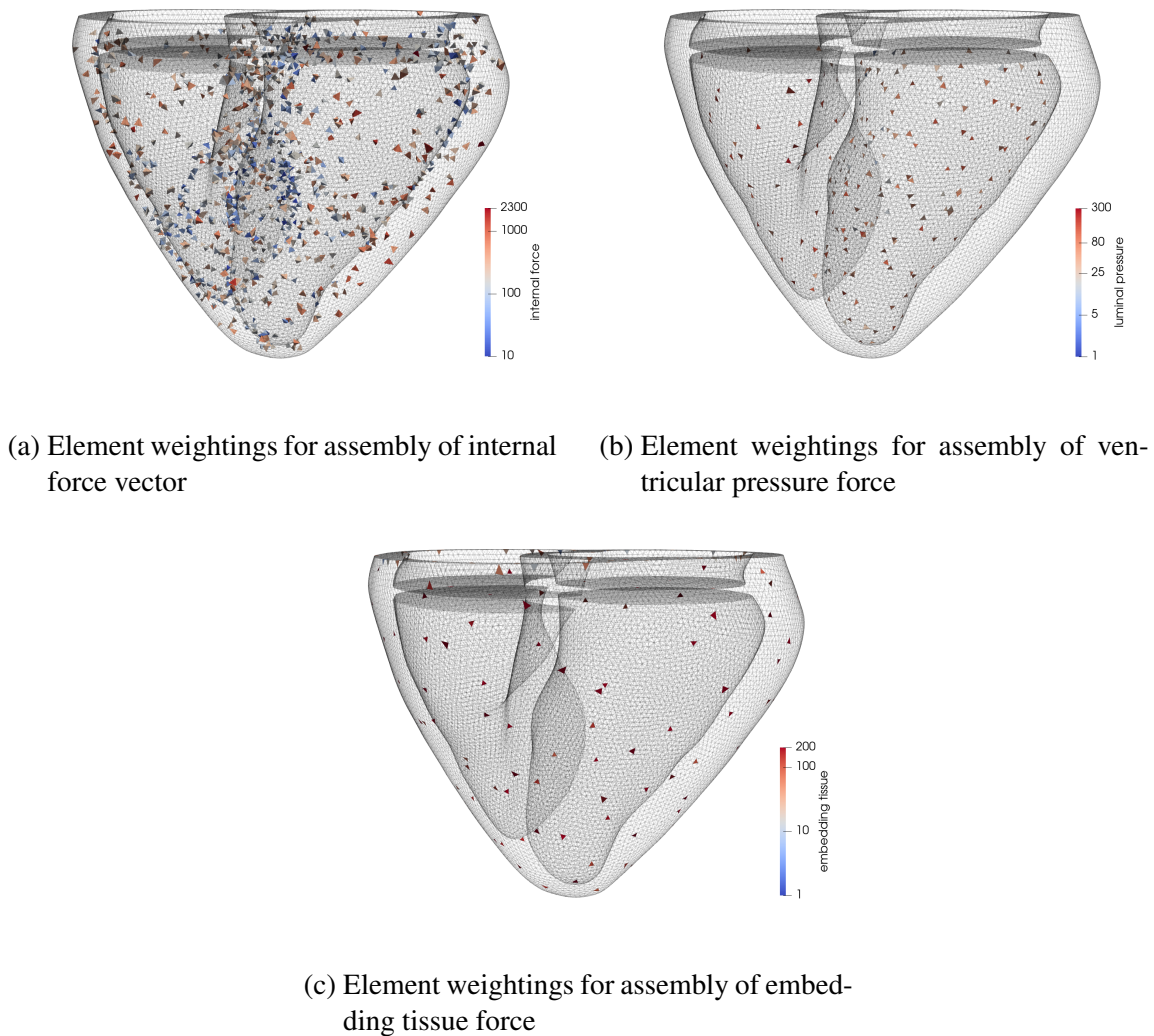 2300
1000
100
10
internal force
300
80
25
5
1
luminal pressure
(a) Element weightings for assembly of internal
force vector
(b) Element weightings for assembly of ven-
tricular pressure force
200
100
10
1
embedding tissue
(c) Element weightings for assembly of embed-
ding tissue force